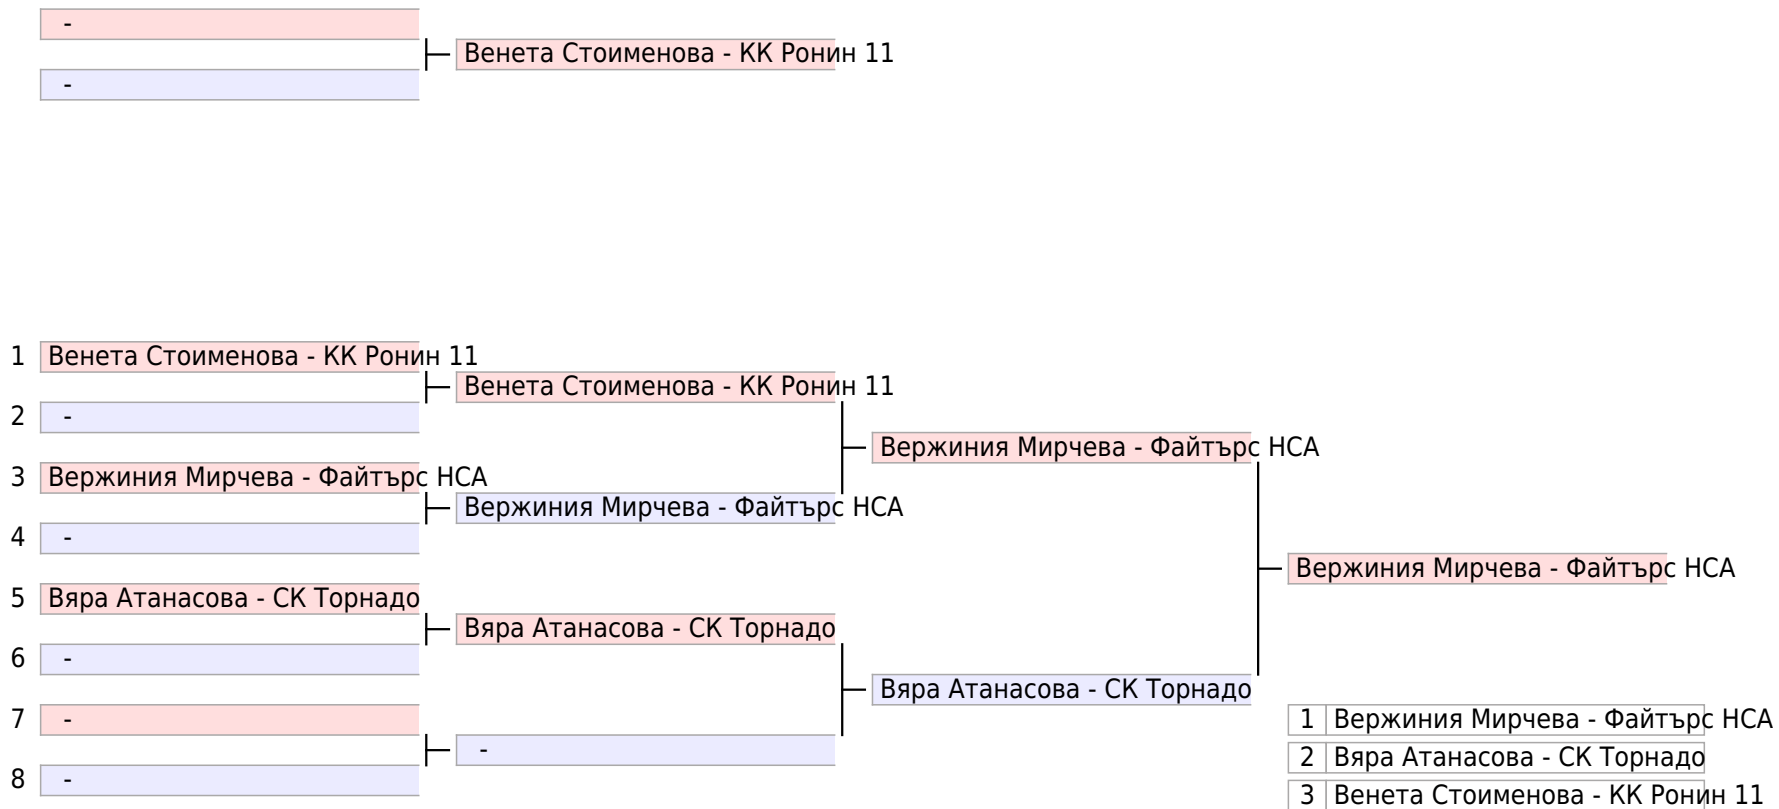 -
Венета Стоименова - КК Ронин 11
-
1 Венета Стоименова - КК Ронин 11
Венета Стоименова - КК Ронин 11
2 -
Вержиния Мирчева - Файтърс НСА
3 Вержиния Мирчева - Файтърс НСА
Вержиния Мирчева - Файтърс НСА
4 -
Вержиния Мирчева - Файтърс НСА
5 Вяра Атанасова - СК Торнадо
Вяра Атанасова - СК Торнадо
6 -
Вяра Атанасова - СК Торнадо
7 -
1 Вержиния Мирчева - Файтърс НСА
-
2 Вяра Атанасова - СК Торнадо
8 -
3 Венета Стоименова - КК Ронин 11